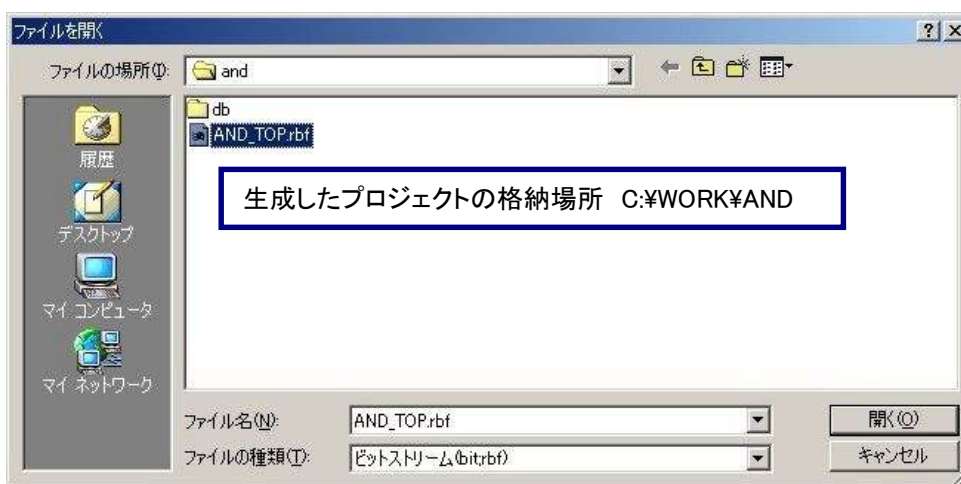 ファイルを開く
ファイルの場所(I):
and
db
AND_TOP.rbf
履歴
デスクトップ
マイ コンピュータ
マイ ネットワーク
生成したプロジェクトの格納場所 C:¥WORK¥AND
ファイル名(N):
AND_TOP.rbf
開く(O)
ファイルの種類(T):
ビットストリーム(bit;rbf)
キャンセル